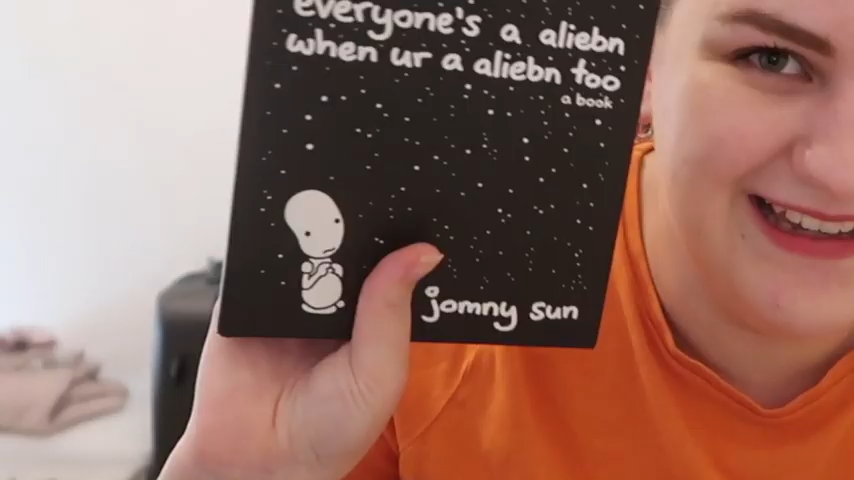 everyone's a aliebn
when ur a aliebn too
a book
jomny sun